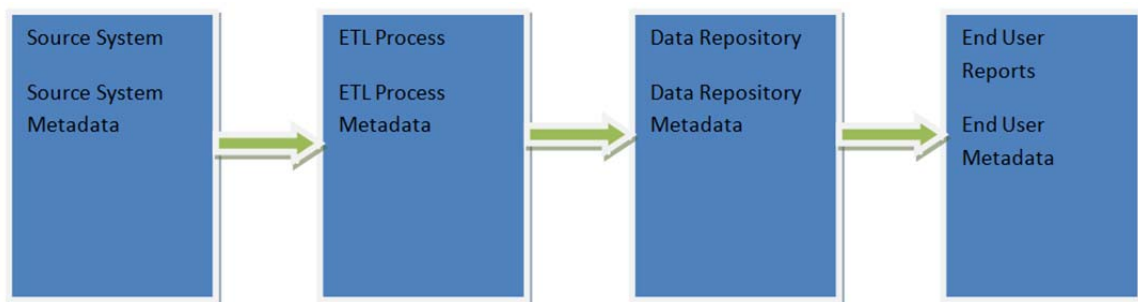 Source System
Source System
Metadata
ETL Process
ETL Process
Metadata
Data Repository
Data Repository
Metadata
End User
Reports
End User
Metadata